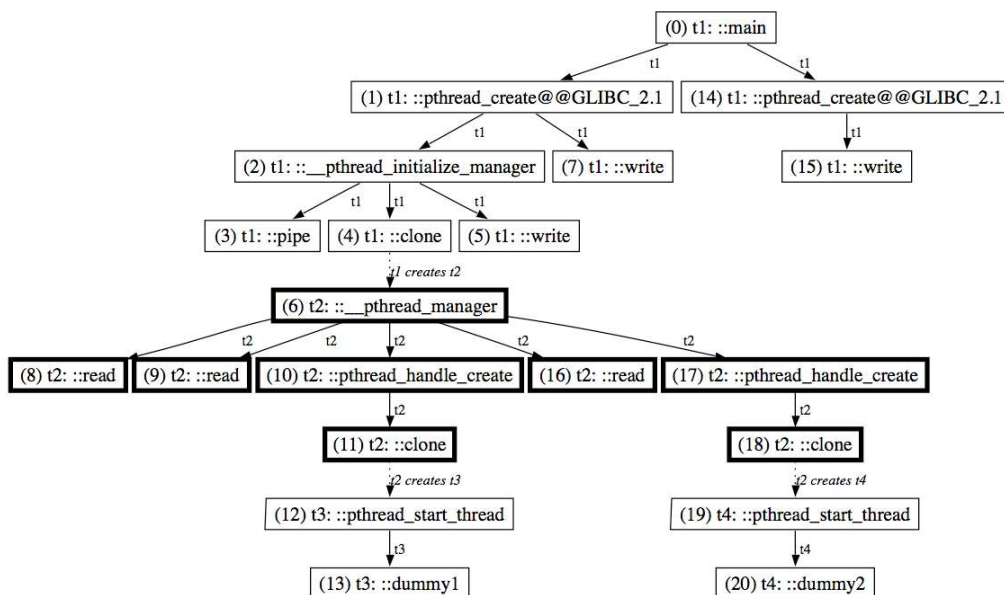 (0) t1: ::main
t1 t1
(1) t1: ::pthread_create@@GLIBC_2.1 (14) t1: ::pthread_create@@GLIBC_2.1
t1 t1 t1
(2) t1: ::__pthread_initialize_manager (7) t1: ::write (15) t1: ::write
t1 t1 t1
(3) t1: ::pipe (4) t1: ::clone (5) t1: ::write
t1 creates t2
(6) t2: ::__pthread_manager
t2 t2 t2 t2 t2
(8) t2: ::read (9) t2: ::read (10) t2: ::pthread_handle_create (16) t2: ::read (17) t2: ::pthread_handle_create
t2 t2
(11) t2: ::clone (18) t2: ::clone
t2 creates t3 t2 creates t4
(12) t3: ::pthread_start_thread (19) t4: ::pthread_start_thread
t3 t4
(13) t3: ::dummy1 (20) t4: ::dummy2